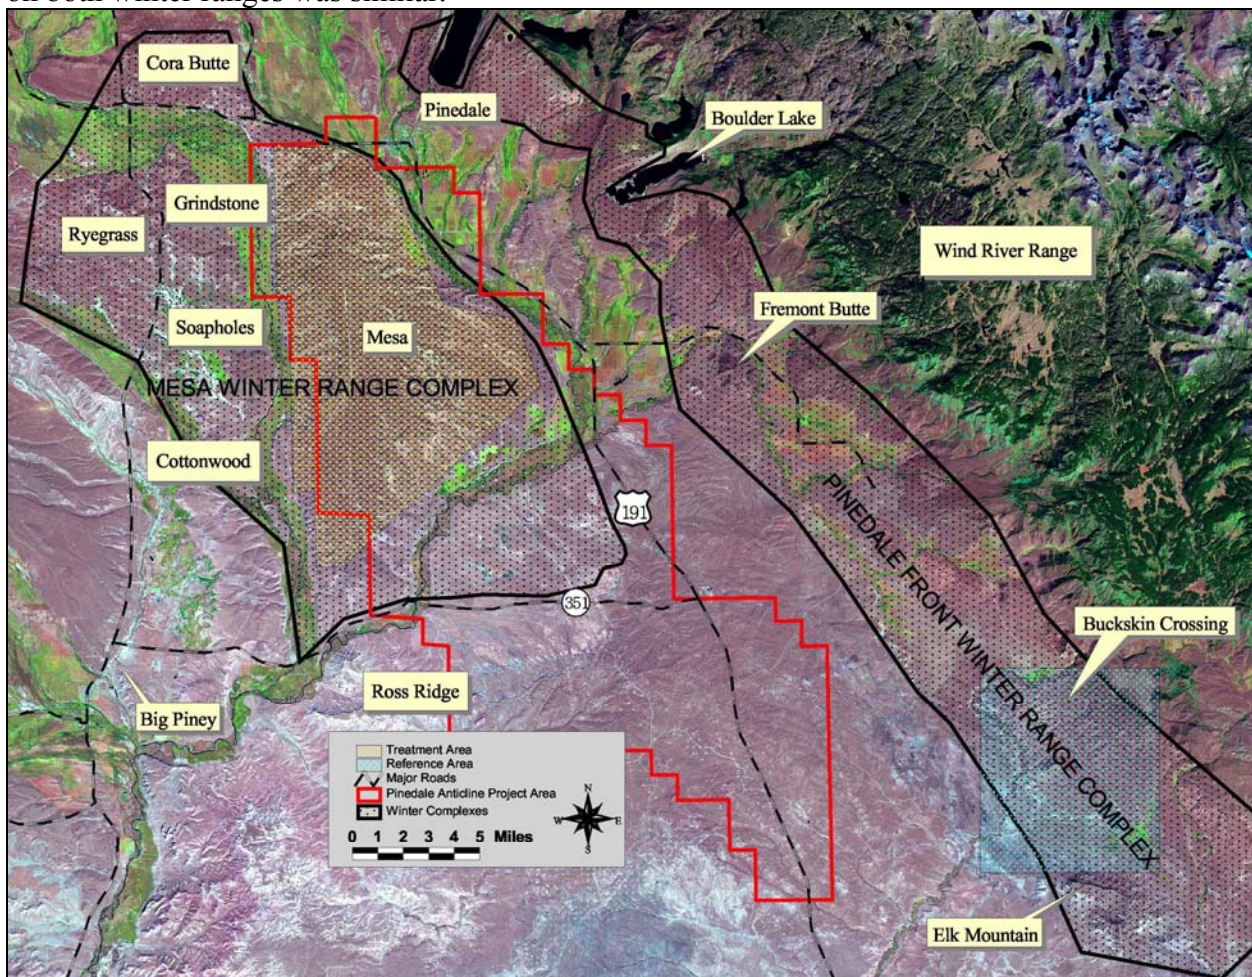 on both winter ranges was similar.
Cora Butte
Pinedale
Boulder Lake
Grindstone
Ryegrass
Wind River Range
Fremont Butte
Soapholes
Mesa
MESA WINTER RANGE COMPLEX
Cottonwood
PINEDALE FRONT WINTER RANGE COMPLEX
191
351
Buckskin Crossing
Ross Ridge
Big Piney
Treatment Area
Reference Area
Major Roads
Pinedale Anticline Project Area
Winter Complexes
0 1 2 3 4 5 Miles
N
W E
S
Elk Mountain